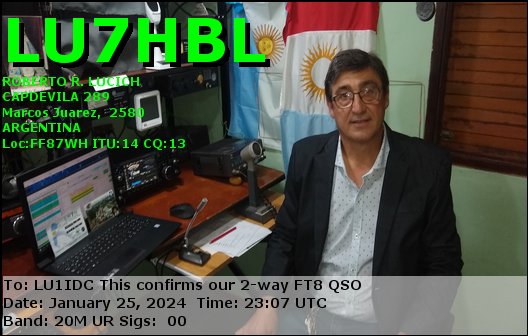 LU7HBL
ROBERTO R. LUCICH
CAPDEVILA 289
Marcos Juarez, 2580
ARGENTINA
Loc:FF87WH ITU:14 CQ:13
To: LU1IDC This confirms our 2-way FT8 QSO
Date: January 25, 2024 Time: 23:07 UTC
Band: 20M UR Sigs: 00